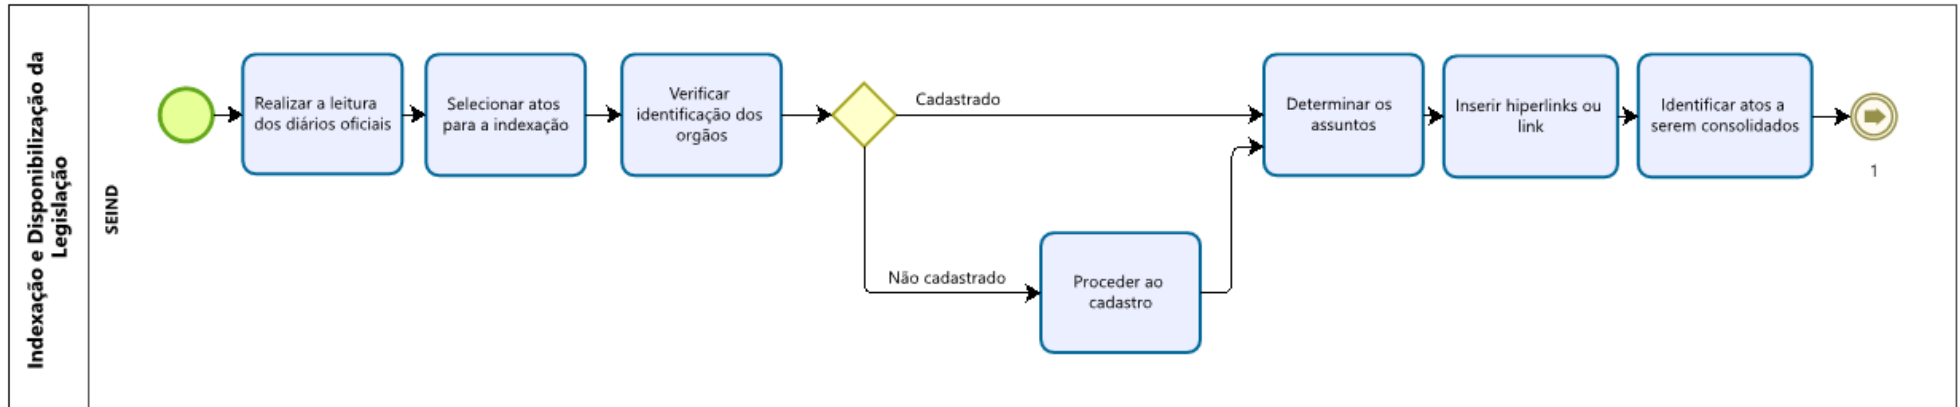 Indexação e Disponibilização da
Legislação
SEIND
Realizar a leitura
dos diários oficiais
Selecionar atos
para a indexação
Verificar
identificação dos
orgãos
Cadastrado
Não cadastrado
Proceder ao
cadastro
Determinar os
assuntos
Inserir hiperlinks ou
link
Identificar atos a
serem consolidados
1